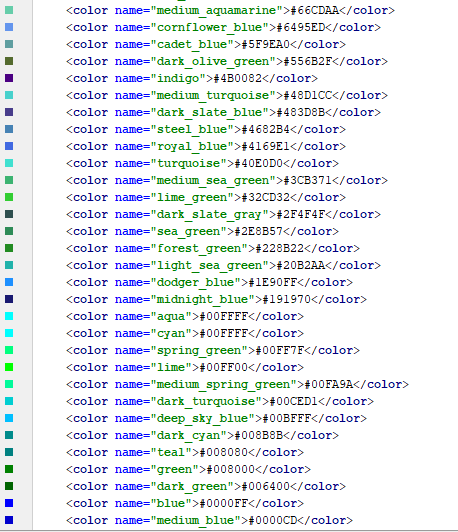 <color name="medium_aquamarine">#66CDAA</color>
<color name="cornflower_blue">#6495ED</color>
<color name="cadet_blue">#5F9EA0</color>
<color name="dark_olive_green">#556B2F</color>
<color name="indigo">#4B0082</color>
<color name="medium_turquoise">#48D1CC</color>
<color name="dark_slate_blue">#483D8B</color>
<color name="steel_blue">#4682B4</color>
<color name="royal_blue">#4169E1</color>
<color name="turquoise">#40E0D0</color>
<color name="medium_sea_green">#3CB371</color>
<color name="lime_green">#32CD32</color>
<color name="dark_slate_gray">#2F4F4F</color>
<color name="sea_green">#2E8B57</color>
<color name="forest_green">#228B22</color>
<color name="light_sea_green">#20B2AA</color>
<color name="dodger_blue">#1E90FF</color>
<color name="midnight_blue">#191970</color>
<color name="aqua">#00FFFF</color>
<color name="cyan">#00FFFF</color>
<color name="spring_green">#00FF7F</color>
<color name="lime">#00FF00</color>
<color name="medium_spring_green">#00FA9A</color>
<color name="dark_turquoise">#00CED1</color>
<color name="deep_sky_blue">#00BFFF</color>
<color name="dark_cyan">#008B8B</color>
<color name="teal">#008080</color>
<color name="green">#008000</color>
<color name="dark_green">#006400</color>
<color name="blue">#0000FF</color>
<color name="medium_blue">#0000CD</color>